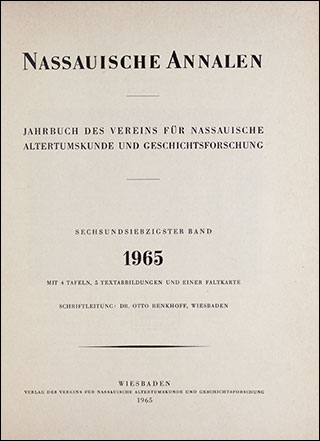 NASSAUISCHE ANNALEN
JAHRBUCH DES VEREINS FÜR NASSAUISCHE
ALTERTUMSKUNDE UND GESCHICHTSFORSCHUNG
SECHSUNDSIEBZIGSTER BAND
1965
MIT 4 TAFELN, 5 TEXTABBILDUNGEN UND EINER FALTKARTE
SCHRIFTLEITUNG: DR. OTTO RENKHOFF, WIESBADEN
WIESBADEN
VERLAG DES VEREINS FÜR NASSAUISCHE ALTERTUMSKUNDE UND GESCHICHTSFORSCHUNG
1965